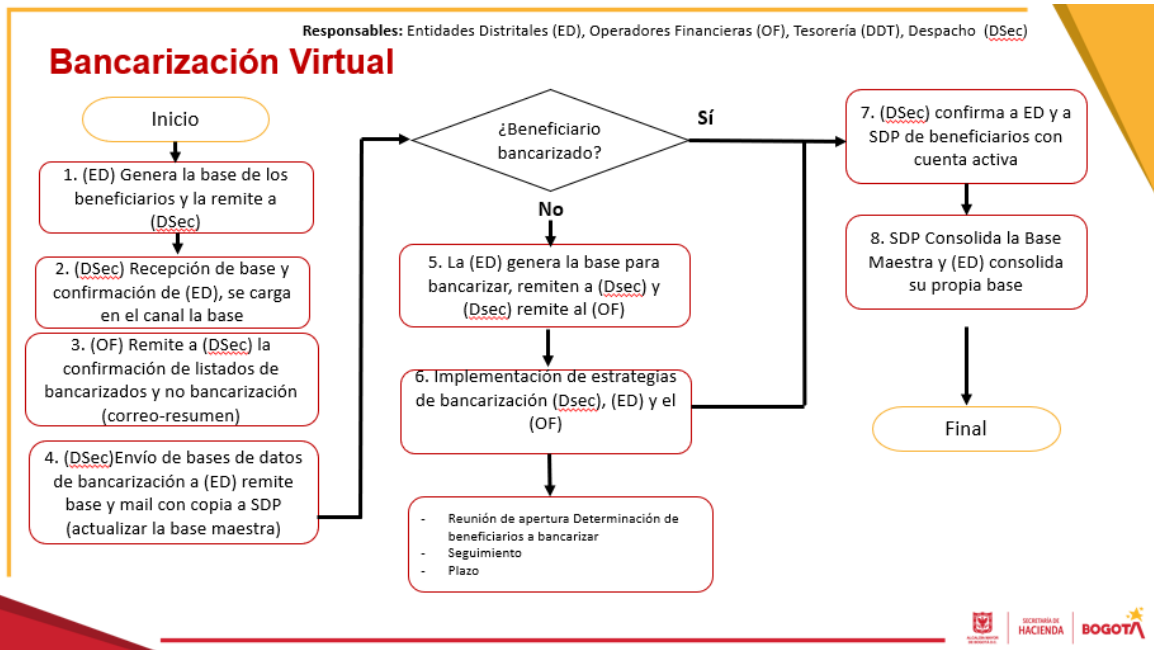 Responsables: Entidades Distritales (ED), Operadores Financieras (OF), Tesorería (DDT), Despacho (DSec)
Bancarización Virtual
Inicio
1. (ED) Genera la base de los
beneficiarios y la remite a
(DSec)
2. (DSec) Recepción de base y
confirmación de (ED), se carga
en el canal la base
3. (OF) Remite a (DSec) la
confirmación de listados de
bancarizados y no bancarización
(correo-resumen)
4. (DSec)Envío de bases de datos
de bancarización a (ED) remite
base y mail con copia a SDP
(actualizar la base maestra)
¿Beneficiario
bancarizado?
Sí
No
5. La (ED) genera la base para
bancarizar, remiten a (Dsec) y
(Dsec) remite al (OF)
6. Implementación de estrategias
de bancarización (Dsec), (ED) y el
(OF)
- Reunión de apertura Determinación de
beneficiarios a bancarizar
- Seguimiento
- Plazo
7. (DSec) confirma a ED y a
SDP de beneficiarios con
cuenta activa
8. SDP Consolida la Base
Maestra y (ED) consolida
su propia base
Final
SECRETARÍA DE
HACIENDA
BOGOTÁ